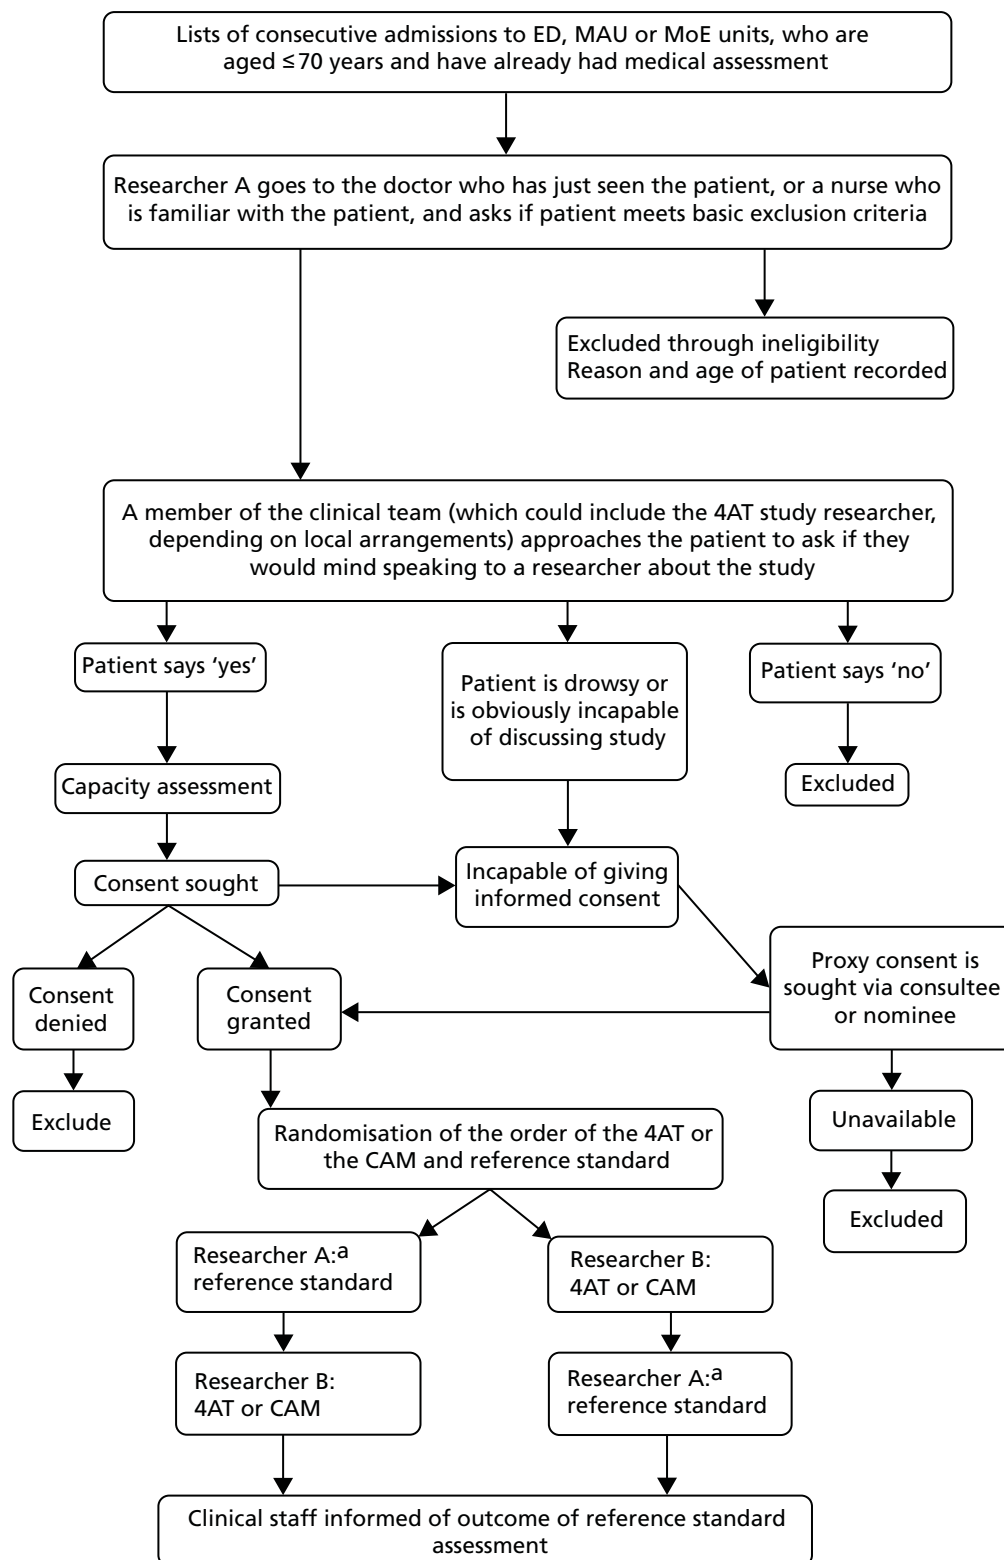 Lists of consecutive admissions to ED, MAU or MoE units, who are
aged ≤70 years and have already had medical assessment
Researcher A goes to the doctor who has just seen the patient, or a nurse who
is familiar with the patient, and asks if patient meets basic exclusion criteria
Excluded through ineligibility
Reason and age of patient recorded
A member of the clinical team (which could include the 4AT study researcher,
depending on local arrangements) approaches the patient to ask if they
would mind speaking to a researcher about the study
Patient says ‘yes’
Patient is drowsy or
is obviously incapable
of discussing study
Patient says ‘no’
Capacity assessment
Excluded
Consent sought
Incapable of giving
informed consent
Proxy consent is
sought via consultee
or nominee
Consent
denied
Consent
granted
Exclude
Unavailable
Randomisation of the order of the 4AT or
the CAM and reference standard
Excluded
Researcher A:a
reference standard
Researcher B:
4AT or CAM
Researcher B:
4AT or CAM
Researcher A:a
reference standard
Clinical staff informed of outcome of reference standard
assessment